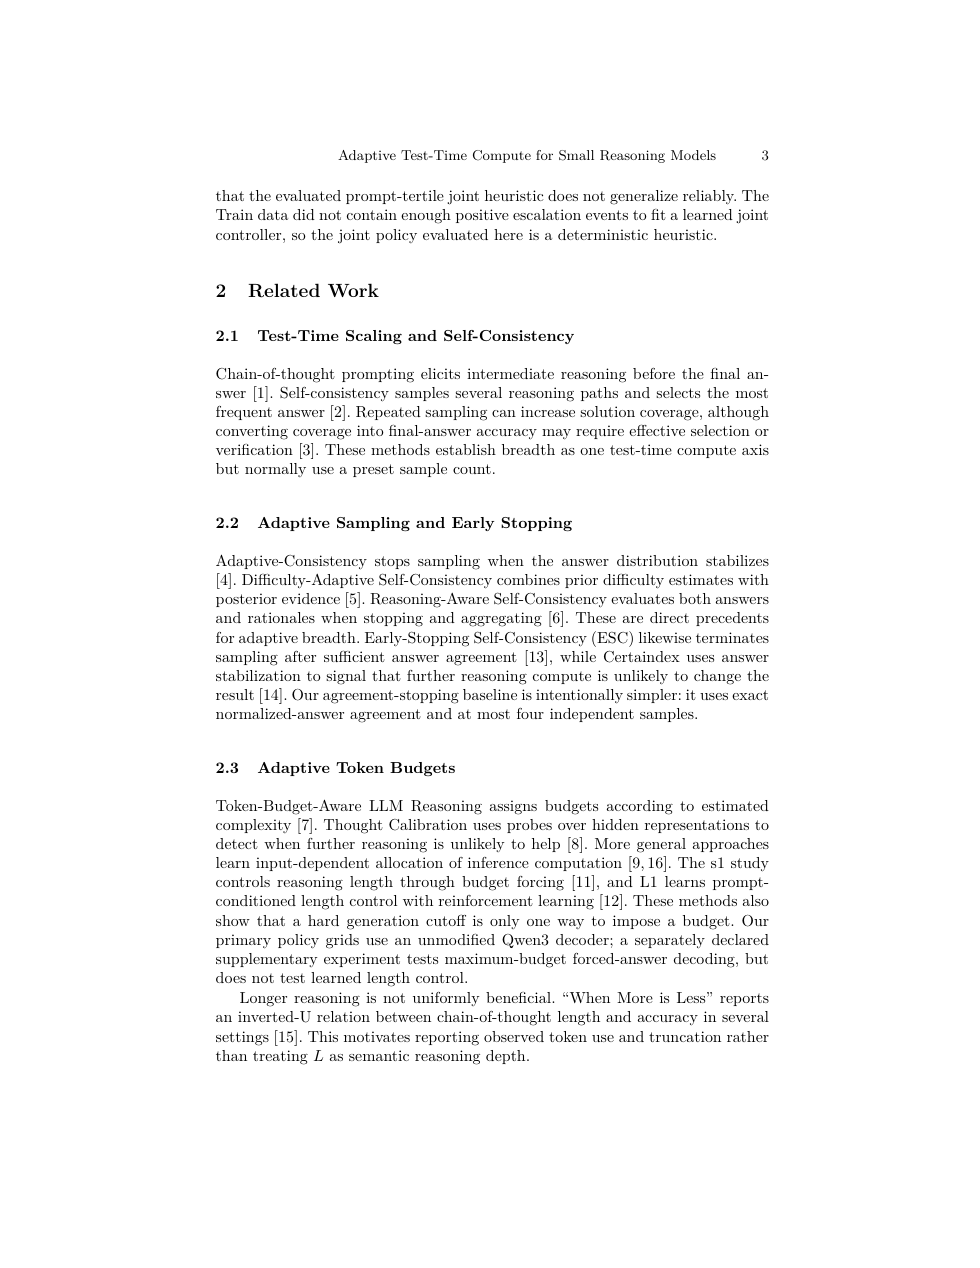 Adaptive Test-Time Compute for Small Reasoning Models 3
that the evaluated prompt-tertile joint heuristic does not generalize reliably. The
Train data did not contain enough positive escalation events to fit a learned joint
controller, so the joint policy evaluated here is a deterministic heuristic.
2 Related Work
2.1 Test-Time Scaling and Self-Consistency
Chain-of-thought prompting elicits intermediate reasoning before the final an-
swer [1]. Self-consistency samples several reasoning paths and selects the most
frequent answer [2]. Repeated sampling can increase solution coverage, although
converting coverage into final-answer accuracy may require effective selection or
verification [3]. These methods establish breadth as one test-time compute axis
but normally use a preset sample count.
2.2 Adaptive Sampling and Early Stopping
Adaptive-Consistency stops sampling when the answer distribution stabilizes
[4]. Difficulty-Adaptive Self-Consistency combines prior difficulty estimates with
posterior evidence [5]. Reasoning-Aware Self-Consistency evaluates both answers
and rationales when stopping and aggregating [6]. These are direct precedents
for adaptive breadth. Early-Stopping Self-Consistency (ESC) likewise terminates
sampling after sufficient answer agreement [13], while Certaindex uses answer
stabilization to signal that further reasoning compute is unlikely to change the
result [14]. Our agreement-stopping baseline is intentionally simpler: it uses exact
normalized-answer agreement and at most four independent samples.
2.3 Adaptive Token Budgets
Token-Budget-Aware LLM Reasoning assigns budgets according to estimated
complexity [7]. Thought Calibration uses probes over hidden representations to
detect when further reasoning is unlikely to help [8]. More general approaches
learn input-dependent allocation of inference computation [9, 16]. The s1 study
controls reasoning length through budget forcing [11], and L1 learns prompt-
conditioned length control with reinforcement learning [12]. These methods also
show that a hard generation cutoff is only one way to impose a budget. Our
primary policy grids use an unmodified Qwen3 decoder; a separately declared
supplementary experiment tests maximum-budget forced-answer decoding, but
does not test learned length control.
Longer reasoning is not uniformly beneficial. “When More is Less” reports
an inverted-U relation between chain-of-thought length and accuracy in several
settings [15]. This motivates reporting observed token use and truncation rather
than treating L as semantic reasoning depth.